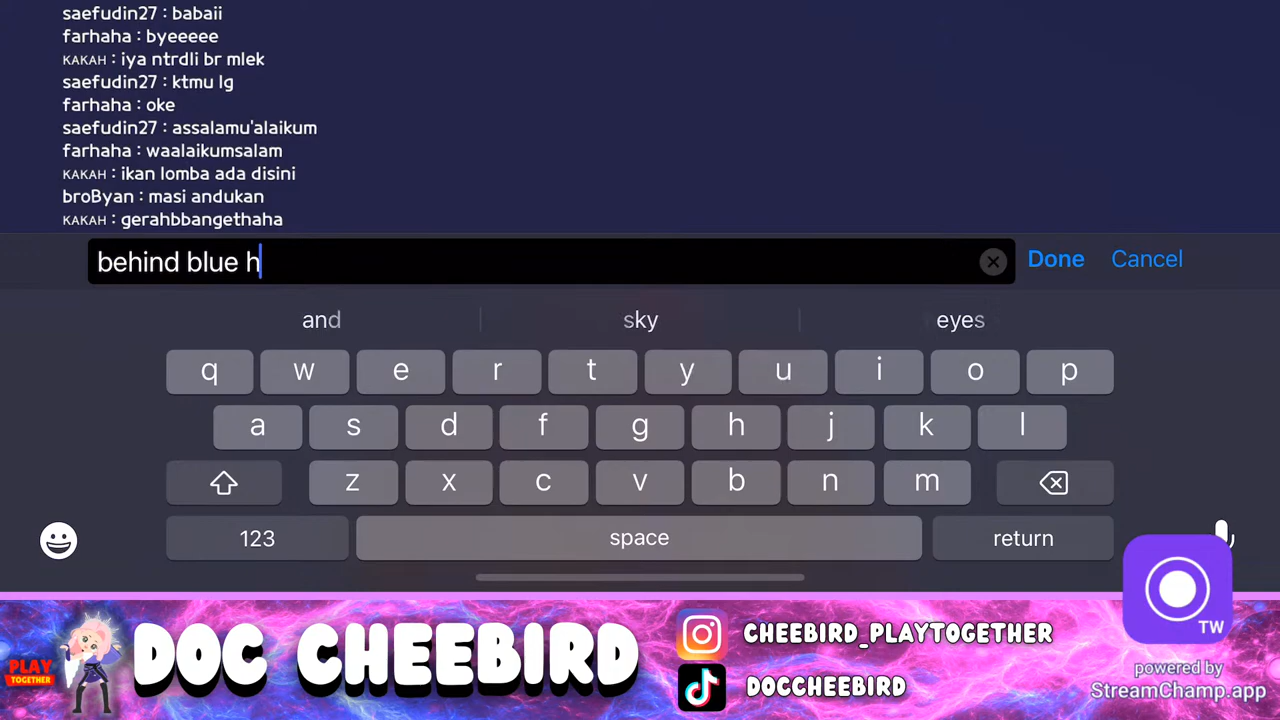 saefudin27 : babaii
farhaha : byeeeee
KAKAH : iya ntrdli br mlek
saefudin27 : ktmu lg
farhaha : oke
saefudin27 : assalamu'alaikum
farhaha : waalaikumsalam
KAKAH : ikan lomba ada disini
broByan : masi andukan
KAKAH : gerahbbangethaha
behind blue h
Done Cancel
and sky eyes
q w e r t y u i o p
a s d f g h j k l
z x c v b n m
123 space return
TW
PLAY TOGETHER
DOC CHEEBIRD
CHEEBIRD_PLAYTOGETHER
DOCCHEEBIRD
powered by
StreamChamp.app